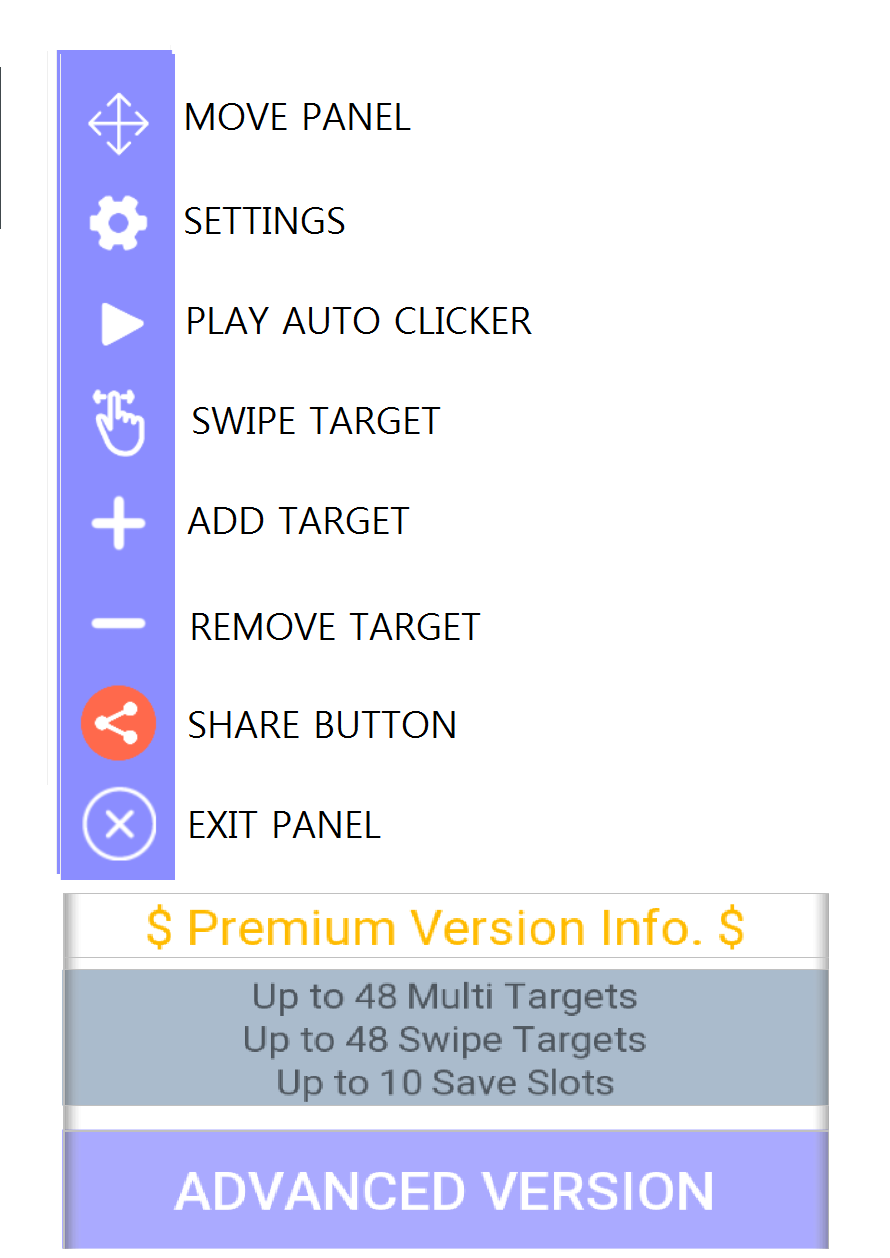 MOVE PANEL
SETTINGS
PLAY AUTO CLICKER
SWIPE TARGET
ADD TARGET
REMOVE TARGET
SHARE BUTTON
EXIT PANEL
$ Premium Version Info. $
Up to 48 Multi Targets
Up to 48 Swipe Targets
Up to 10 Save Slots
ADVANCED VERSION